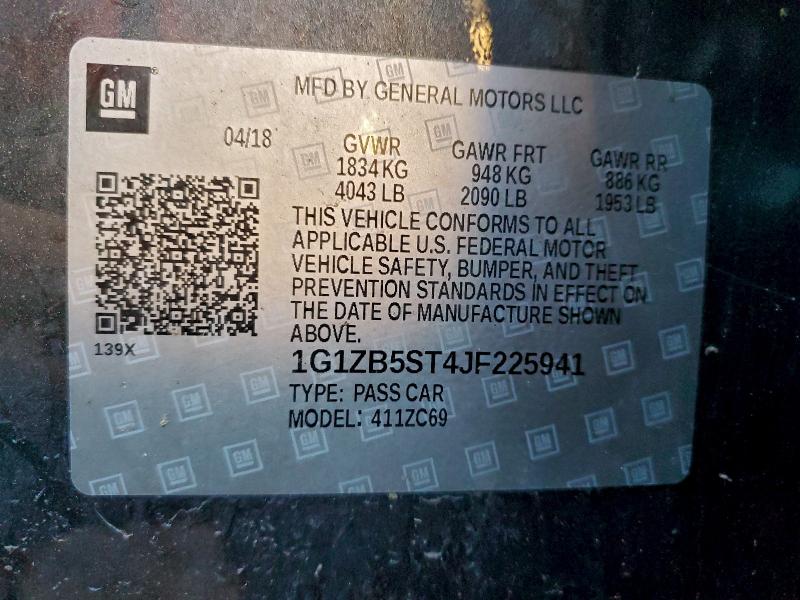 GM
MFD BY GENERAL MOTORS LLC
04/18
GVWR GAWR FRT GAWR RR
1834 KG 948 KG 886 KG
4043 LB 2090 LB 1953 LB
THIS VEHICLE CONFORMS TO ALL
APPLICABLE U.S. FEDERAL MOTOR
VEHICLE SAFETY, BUMPER, AND THEFT
PREVENTION STANDARDS IN EFFECT ON
THE DATE OF MANUFACTURE SHOWN
ABOVE.
139X
1G1ZB5ST4JF225941
TYPE: PASS CAR
MODEL: 411ZC69